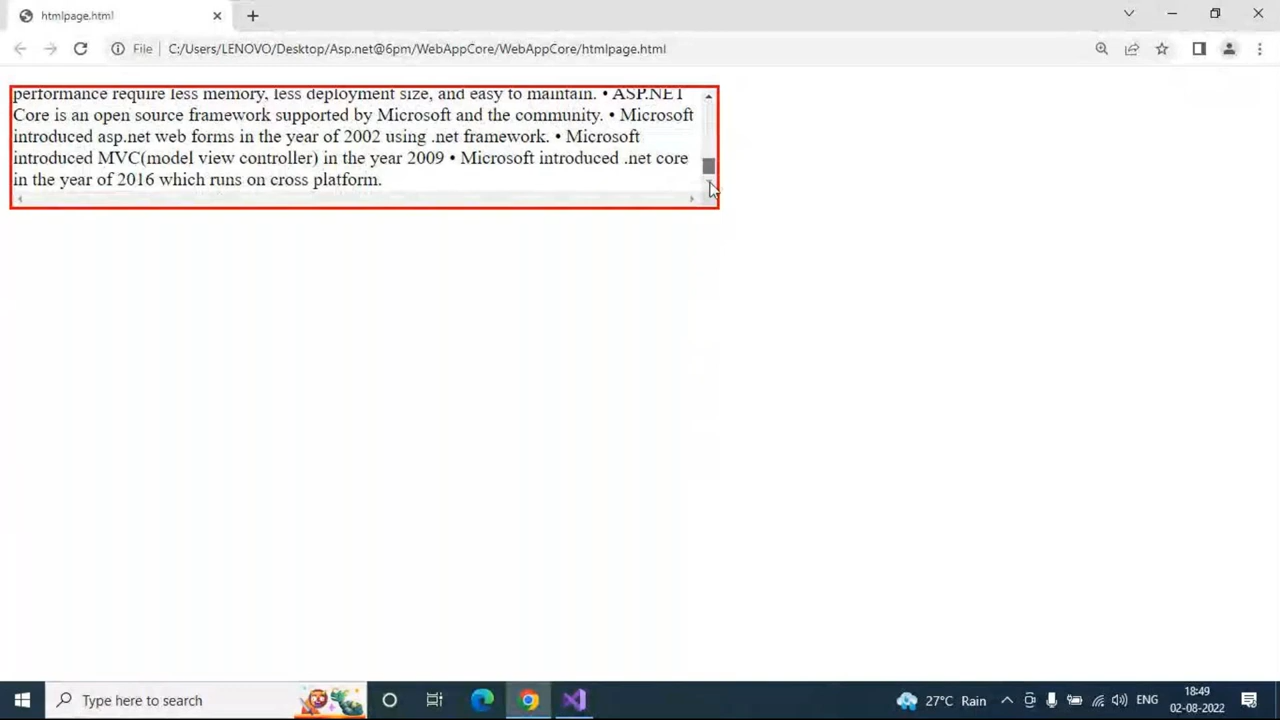 htmlpage.html
File C:/Users/LENOVO/Desktop/Asp.net@6pm/WebAppCore/WebAppCore/htmlpage.html
performance require less memory, less deployment size, and easy to maintain. • ASP.NET
Core is an open source framework supported by Microsoft and the community. • Microsoft
introduced asp.net web forms in the year of 2002 using .net framework. • Microsoft
introduced MVC(model view controller) in the year 2009 • Microsoft introduced .net core
in the year of 2016 which runs on cross platform.
Type here to search
27°C Rain
ENG
18:49
02-08-2022